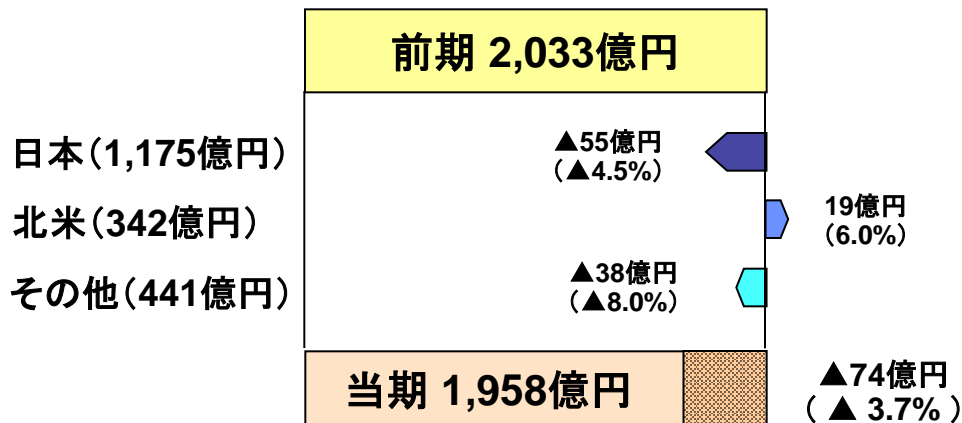 前期 2,033億円
日本（1,175億円）
▲55億円
（▲4.5%）
北米（342億円）
19億円
（6.0%）
その他（441億円）
▲38億円
（▲8.0%）
当期 1,958億円
▲74億円
（ ▲ 3.7% ）